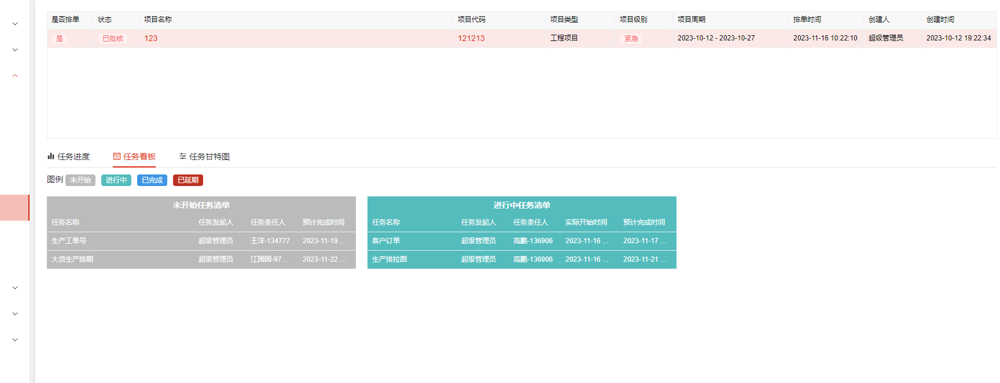 是否排单 状态 项目名称 项目代码 项目类型 项目级别 项目周期 排单时间 创建人 创建时间
是 已批核 123 121213 工程项目 紧急 2023-10-12 - 2023-10-27 2023-11-16 10:22:10 超级管理员 2023-10-12 19:22:34
任务进度 任务看板 任务甘特图
图例 未开始 进行中 已完成 已延期
未开始任务清单
任务名称 任务发起人 任务责任人 预计完成时间
生产工单号 超级管理员 王洋-134777 2023-11-19 ...
大货生产排期 超级管理员 江国国-97... 2023-11-22 ...
进行中任务清单
任务名称 任务发起人 任务责任人 实际开始时间 预计完成时间
客户订单 超级管理员 高鹏-136906 2023-11-16 ... 2023-11-17 ...
生产排拉图 超级管理员 高鹏-136906 2023-11-16 ... 2023-11-21 ...